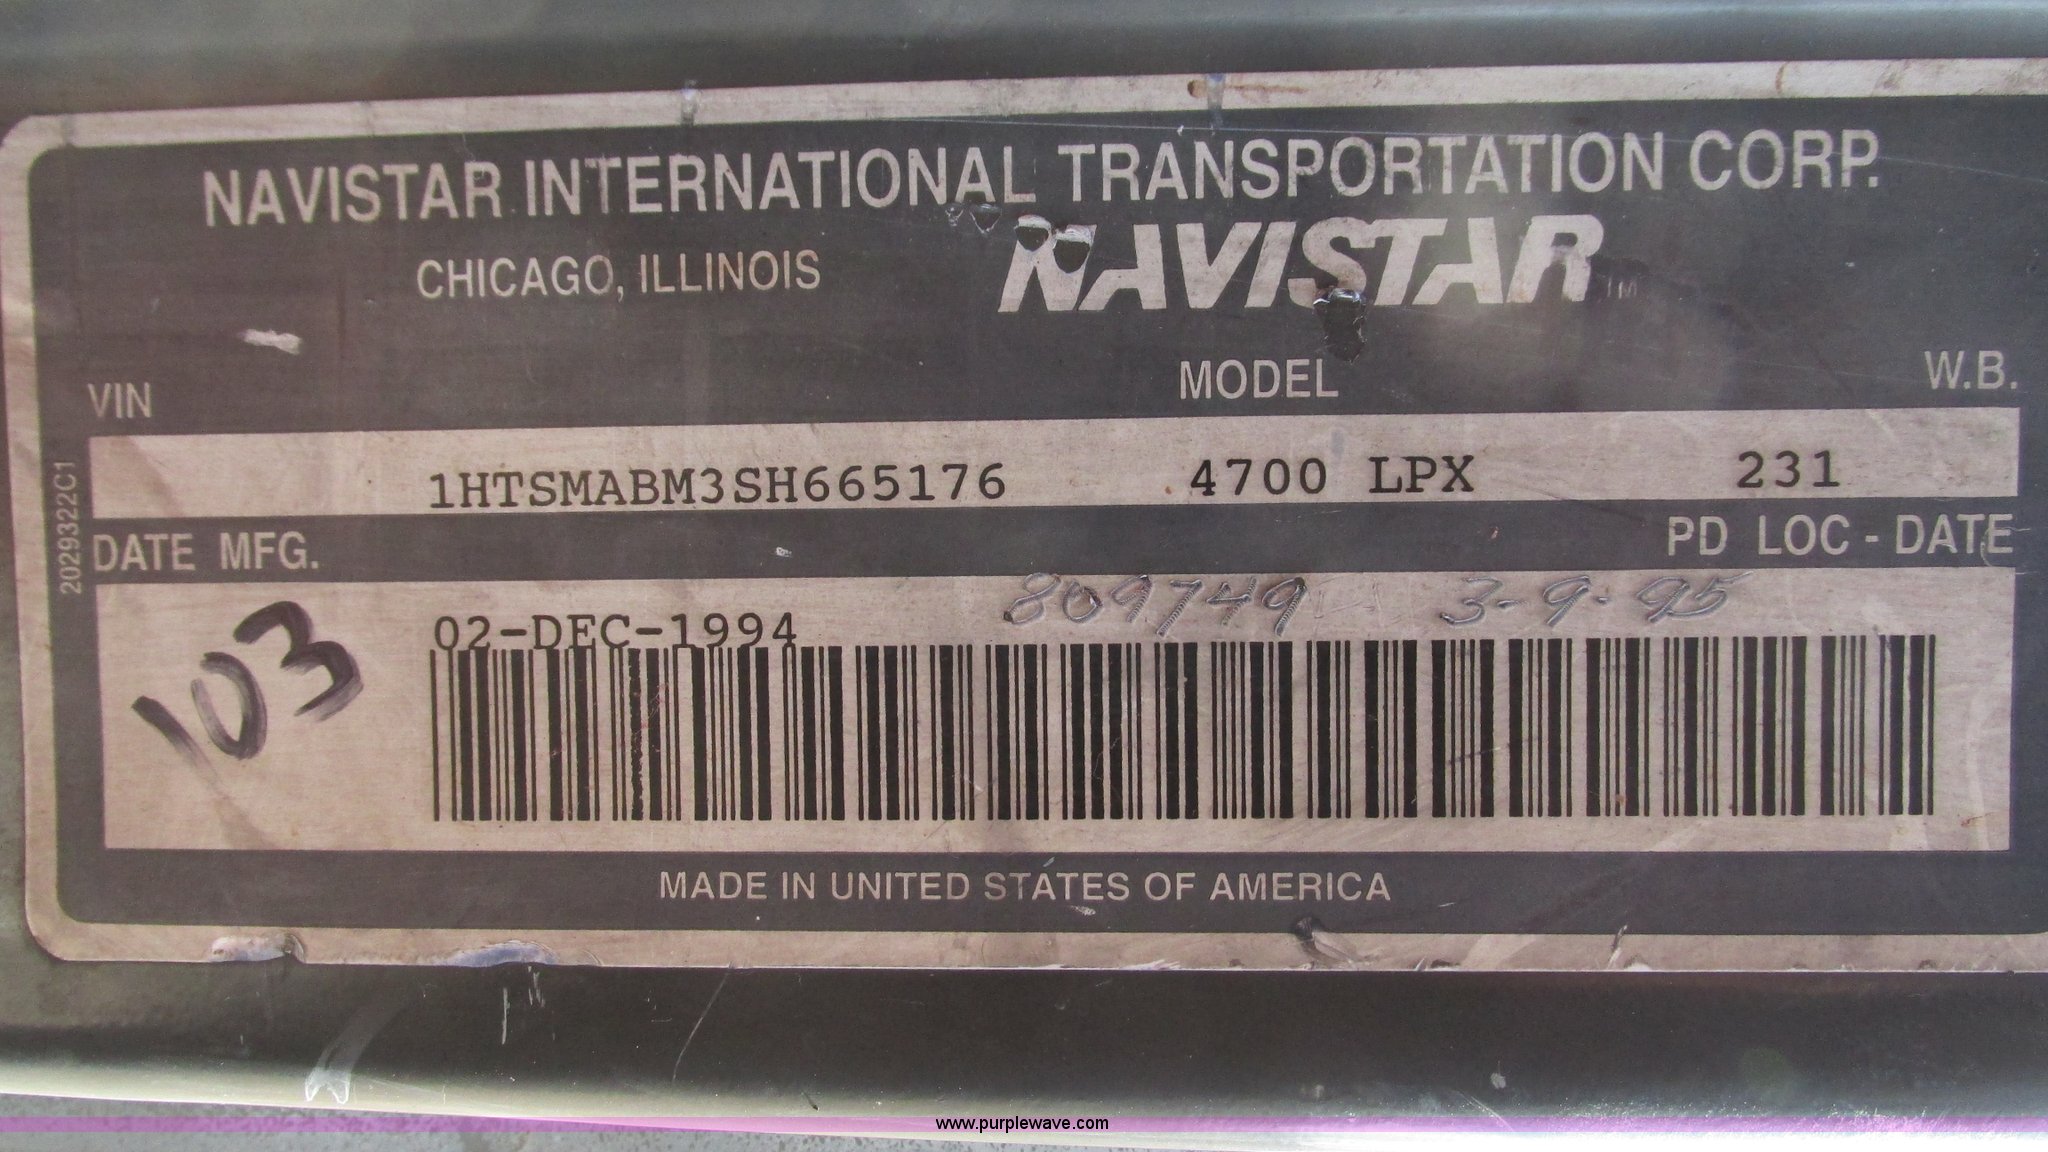 NAVISTAR INTERNATIONAL TRANSPORTATION CORP.
CHICAGO, ILLINOIS
NAVISTAR TM
VIN MODEL W.B.
1HTSMABM3SH665176 4700 LPX 231
DATE MFG. PD LOC - DATE
809749 3-9-95
02-DEC-1994
103
2029322C1
MADE IN UNITED STATES OF AMERICA
www.purplewave.com